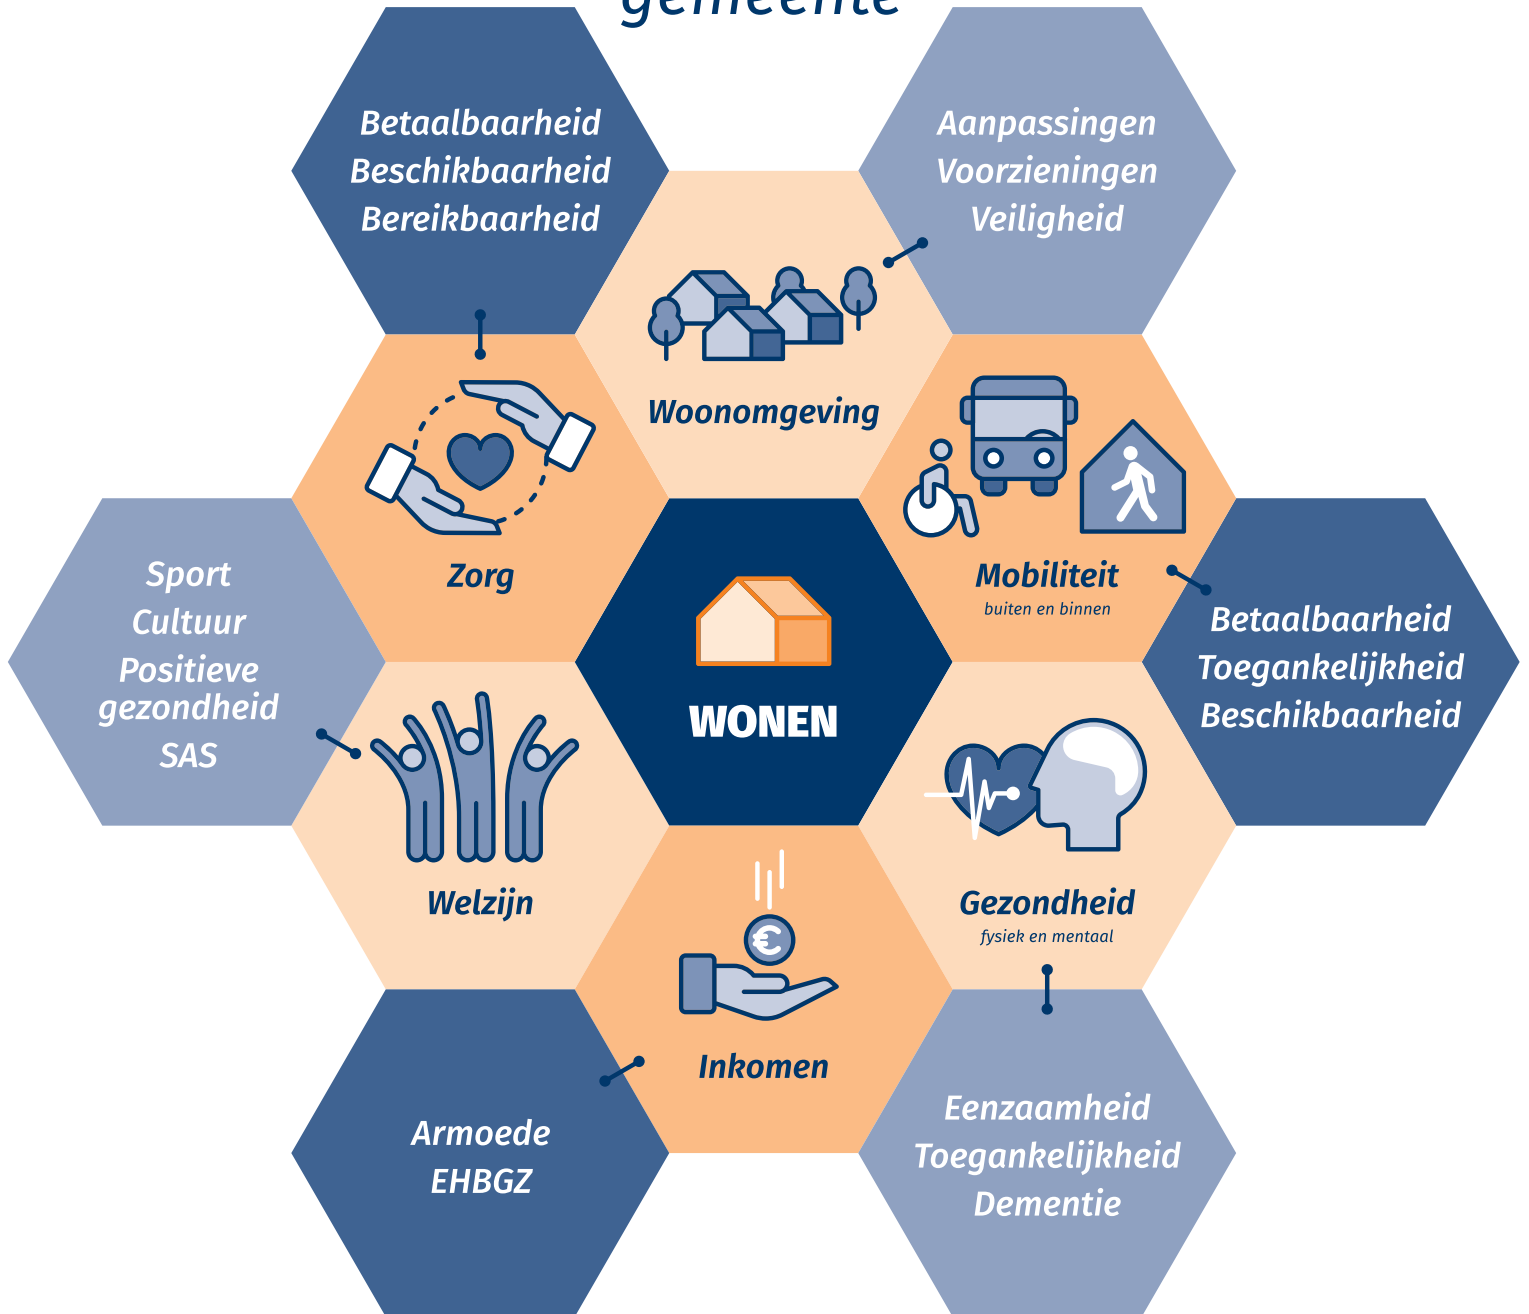 gemeente
Betaalbaarheid
Beschikbaarheid
Bereikbaarheid
Aanpassingen
Voorzieningen
Veiligheid
Woonomgeving
Zorg
Mobiliteit
buiten en binnen
Sport
Cultuur
Positieve
gezondheid
SAS
Betaalbaarheid
Toegankelijkheid
Beschikbaarheid
WONEN
Welzijn
Gezondheid
fysiek en mentaal
Inkomen
Armoede
EHBGZ
Eenzaamheid
Toegankelijkheid
Dementie